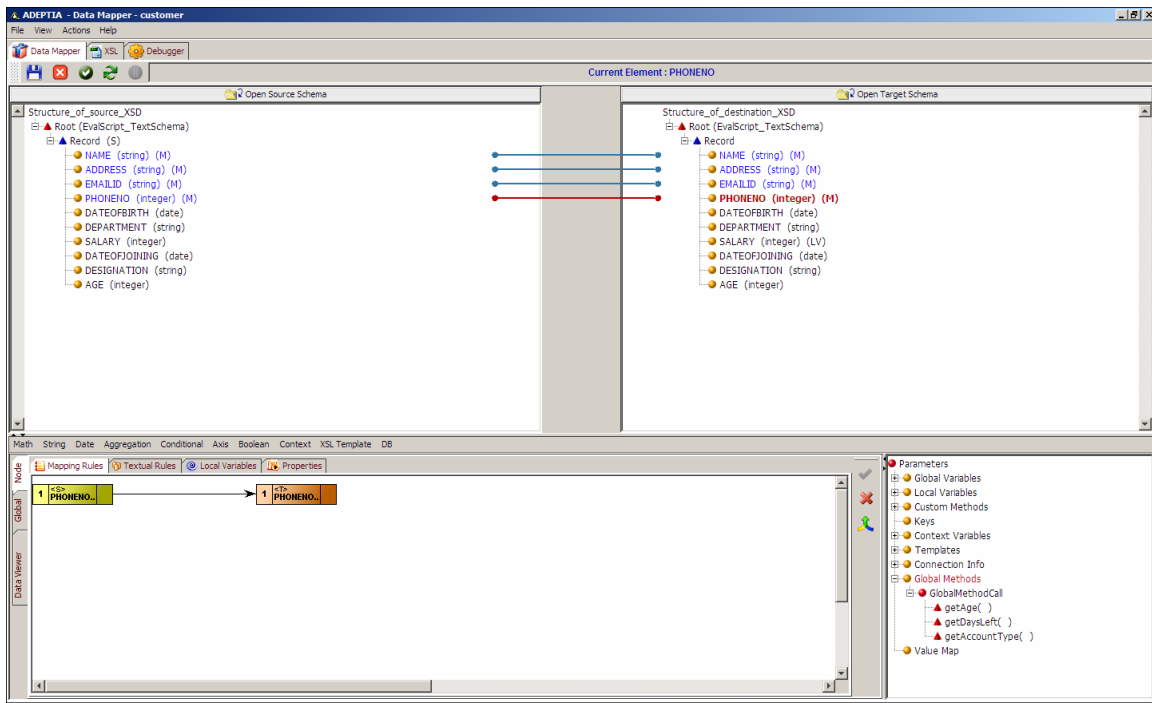 ADEPTIA - Data Mapper - customer
File View Actions Help
Data Mapper XSL Debugger
Current Element : PHONENO
Open Source Schema
Open Target Schema
Structure_of_source_XSD
Root (EvalScript_TextSchema)
Record (S)
NAME (string) (M)
ADDRESS (string) (M)
EMAILID (string) (M)
PHONENO (integer) (M)
DATEOFBIRTH (date)
DEPARTMENT (string)
SALARY (integer)
DATEOFJOINING (date)
DESIGNATION (string)
AGE (integer)
Structure_of_destination_XSD
Root (EvalScript_TextSchema)
Record
NAME (string) (M)
ADDRESS (string) (M)
EMAILID (string) (M)
PHONENO (integer) (M)
DATEOFBIRTH (date)
DEPARTMENT (string)
SALARY (integer) (LV)
DATEOFJOINING (date)
DESIGNATION (string)
AGE (integer)
Math String Date Aggregation Conditional Axis Boolean Context XSL Template DB
Node
Global
Data Viewer
Mapping Rules Textual Rules Local Variables Properties
1 <S> PHONENO..
1 <T> PHONENO..
Parameters
Global Variables
Local Variables
Custom Methods
Keys
Context Variables
Templates
Connection Info
Global Methods
GlobalMethodCall
getAge( )
getDaysLeft( )
getAccountType( )
Value Map